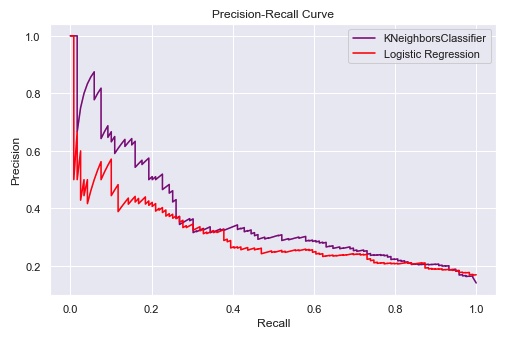 Precision-Recall Curve
KNeighborsClassifier
Logistic Regression
1.0
0.8
0.6
0.4
0.2
Precision
0.0 0.2 0.4 0.6 0.8 1.0
Recall